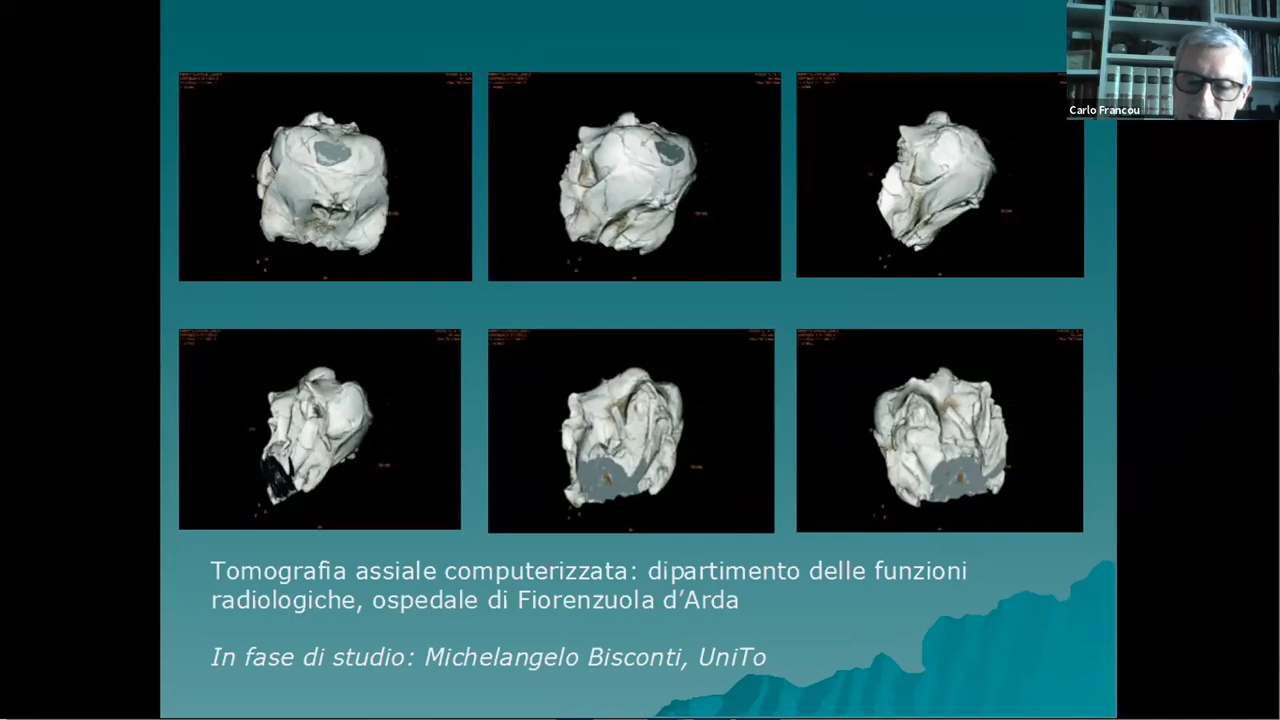 Carlo Francou
Tomografia assiale computerizzata: dipartimento delle funzioni
radiologiche, ospedale di Fiorenzuola d’Arda
In fase di studio: Michelangelo Bisconti, UniTo